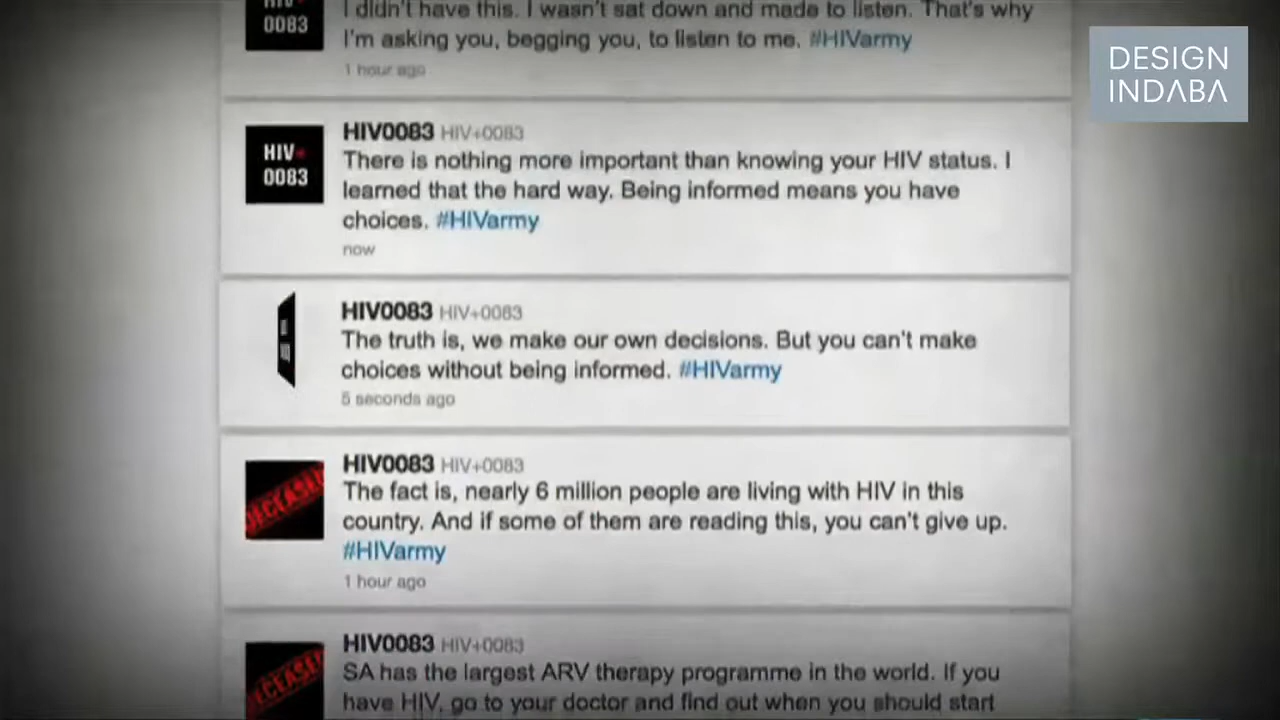 HIV+
0083
I didn't have this. I wasn't sat down and made to listen. That's why
I'm asking you, begging you, to listen to me. #HIVarmy
1 hour ago
DESIGN
INDABA
HIV+
0083
HIV0083 HIV+0083
There is nothing more important than knowing your HIV status. I
learned that the hard way. Being informed means you have
choices. #HIVarmy
now
HIV0083 HIV+0083
The truth is, we make our own decisions. But you can't make
choices without being informed. #HIVarmy
5 seconds ago
DECEASED
HIV0083 HIV+0083
The fact is, nearly 6 million people are living with HIV in this
country. And if some of them are reading this, you can't give up.
#HIVarmy
1 hour ago
DECEASED
HIV0083 HIV+0083
SA has the largest ARV therapy programme in the world. If you
have HIV, go to your doctor and find out when you should start